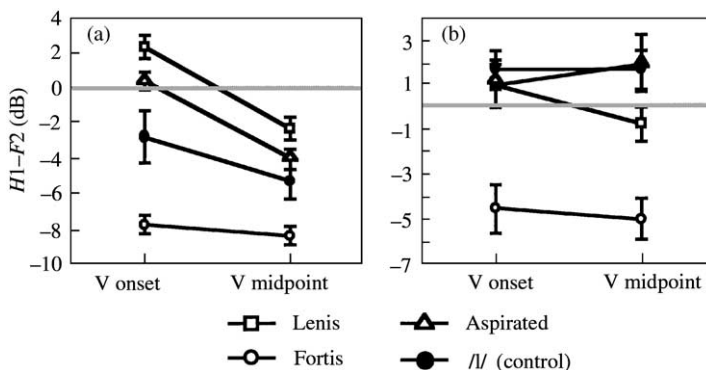 (a)
(b)
H1–F2 (dB)
4
2
0
−2
−4
−6
−8
−10
3
1
−1
−3
−5
−7
V onset V midpoint
V onset V midpoint
Lenis
Aspirated
Fortis
/l/ (control)